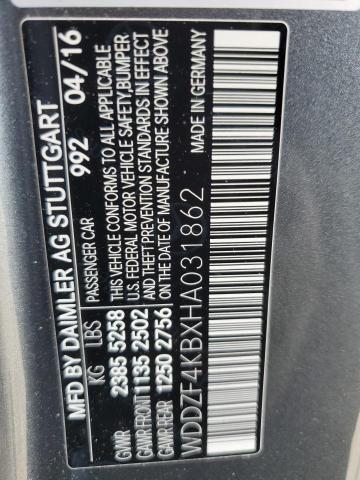 MFD BY DAIMLER AG STUTTGART
992 04/16
KG LBS
PASSENGER CAR
GVWR 2385 5258
GAWR FRONT 1135 2502
GAWR REAR 1250 2756
THIS VEHICLE CONFORMS TO ALL APPLICABLE
U.S. FEDERAL MOTOR VEHICLE SAFETY, BUMPER
AND THEFT PREVENTION STANDARDS IN EFFECT
ON THE DATE OF MANUFACTURE SHOWN ABOVE
MADE IN GERMANY
WDDZF4KBXHA031862